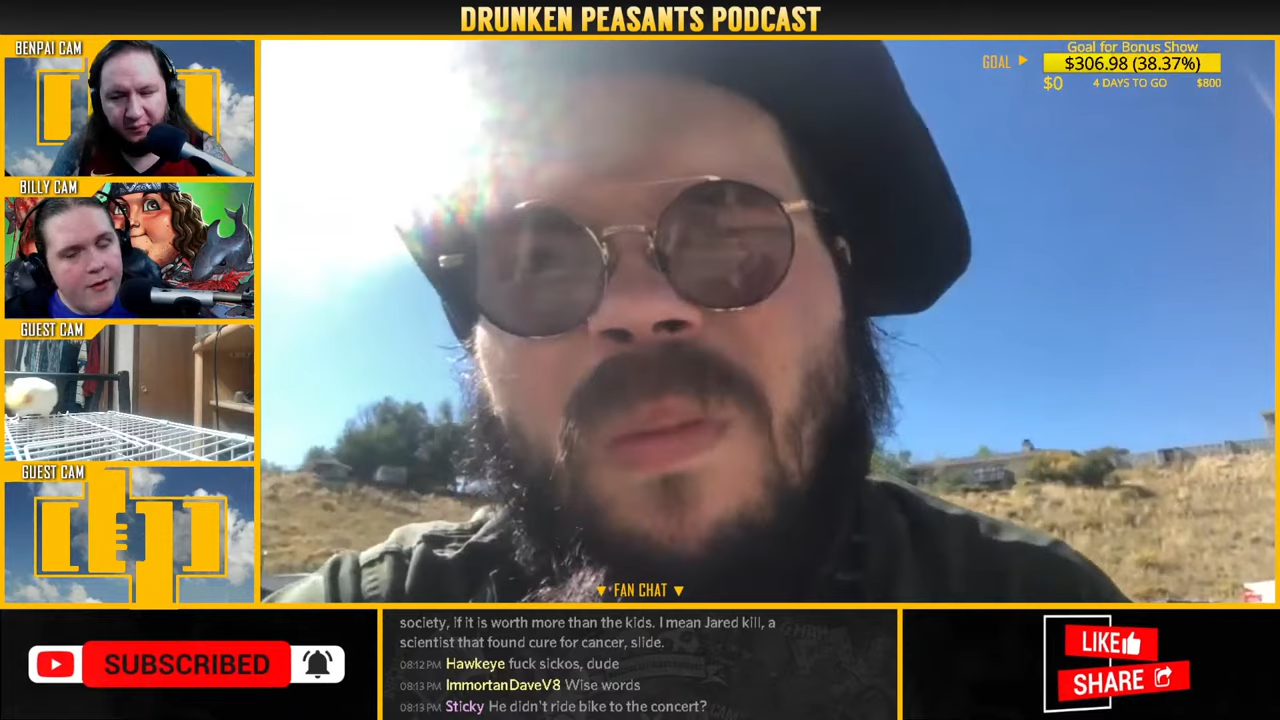 DRUNKEN PEASANTS PODCAST
BENPAI CAM
BILLY CAM
GUEST CAM
GUEST CAM
Goal for Bonus Show
GOAL
$306.98 (38.37%)
$0 4 DAYS TO GO $800
FAN CHAT
society, if it is worth more than the kids. I mean Jared kill, a
scientist that found cure for cancer, slide.
08:12 PM Hawkeye fuck sickos, dude
08:13 PM ImmortanDaveV8 Wise words
08:13 PM Sticky He didn't ride bike to the concert?
SUBSCRIBED
LIKE
SHARE